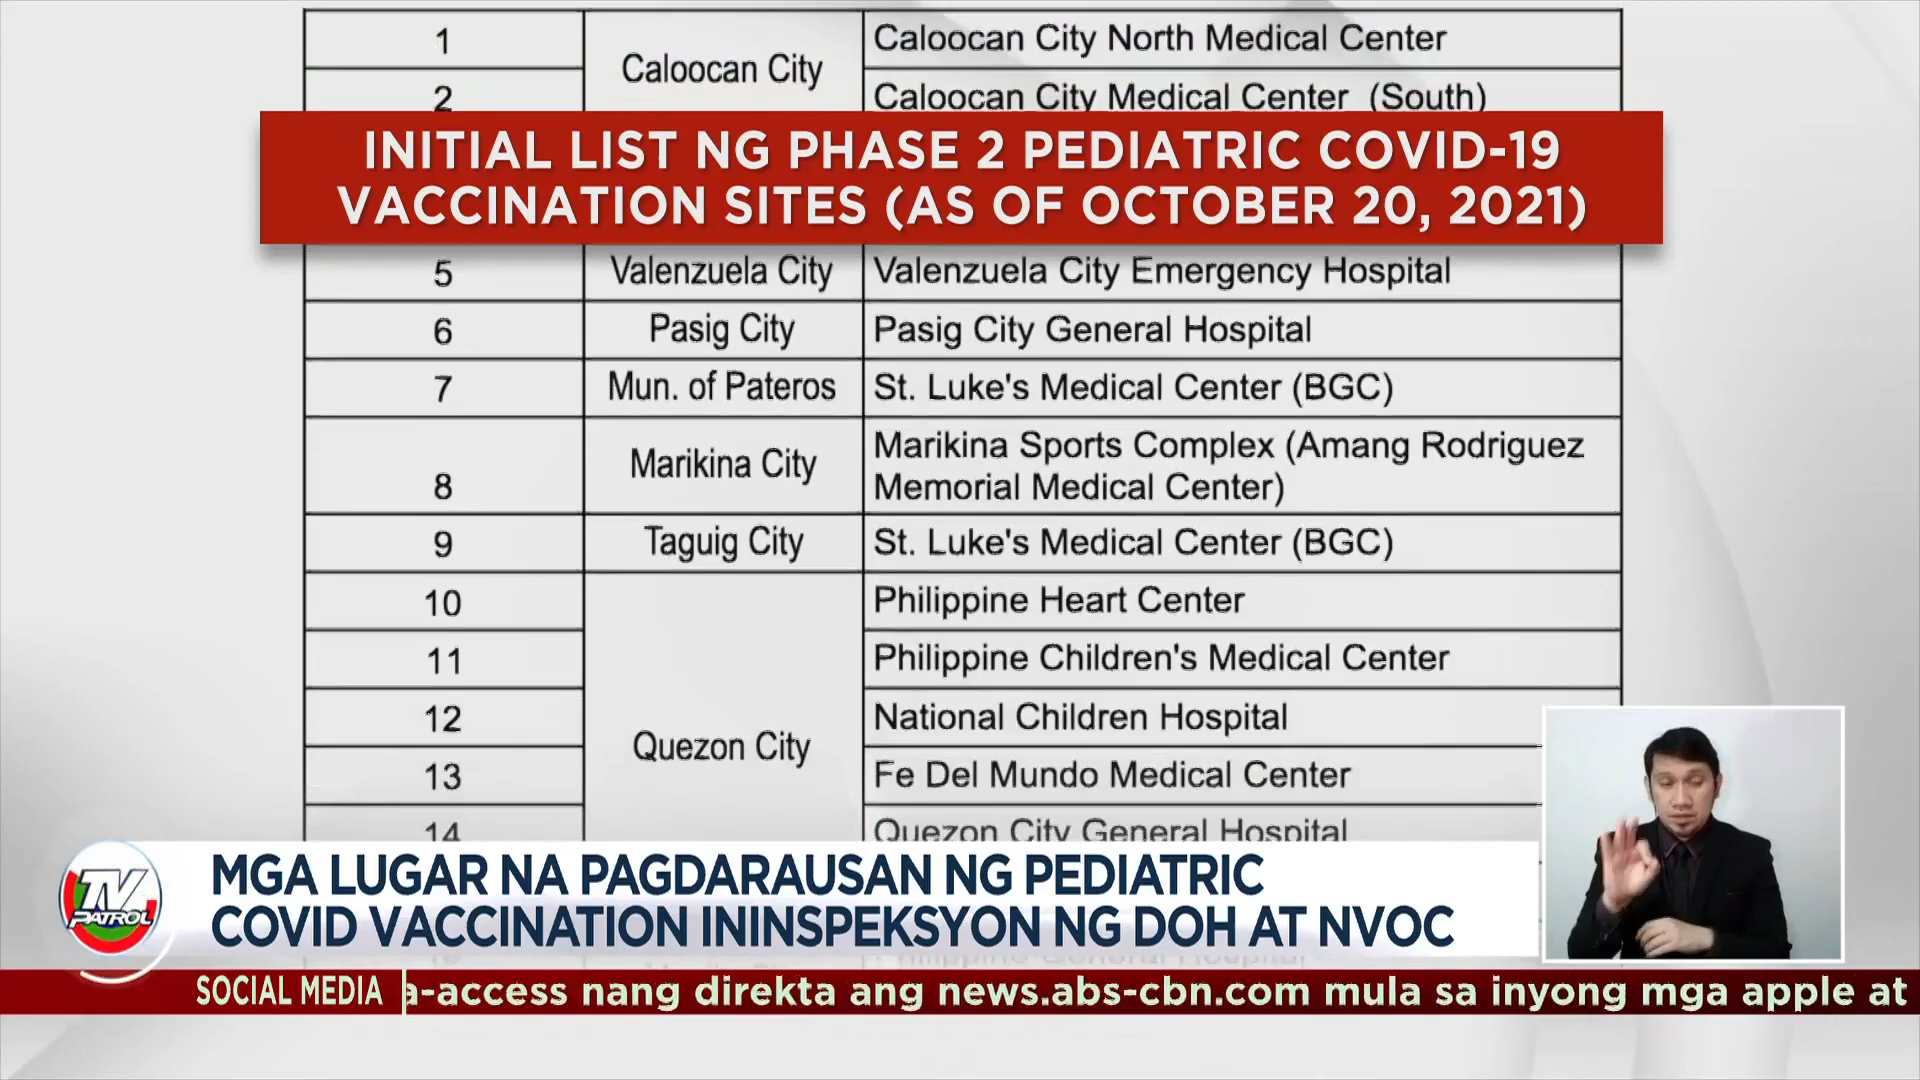 1
Caloocan City
Caloocan City North Medical Center
2
Caloocan City Medical Center (South)
INITIAL LIST NG PHASE 2 PEDIATRIC COVID-19
VACCINATION SITES (AS OF OCTOBER 20, 2021)
5
Valenzuela City
Valenzuela City Emergency Hospital
6
Pasig City
Pasig City General Hospital
7
Mun. of Pateros
St. Luke's Medical Center (BGC)
8
Marikina City
Marikina Sports Complex (Amang Rodriguez
Memorial Medical Center)
9
Taguig City
St. Luke's Medical Center (BGC)
10
Philippine Heart Center
11
Philippine Children's Medical Center
12
National Children Hospital
Quezon City
13
Fe Del Mundo Medical Center
14
Quezon City General Hospital
TV
PATROL
MGA LUGAR NA PAGDARAUSAN NG PEDIATRIC
COVID VACCINATION ININSPEKSYON NG DOH AT NVOC
Philippine General Hospital
SOCIAL MEDIA
a-access nang direkta ang news.abs-cbn.com mula sa inyong mga apple at